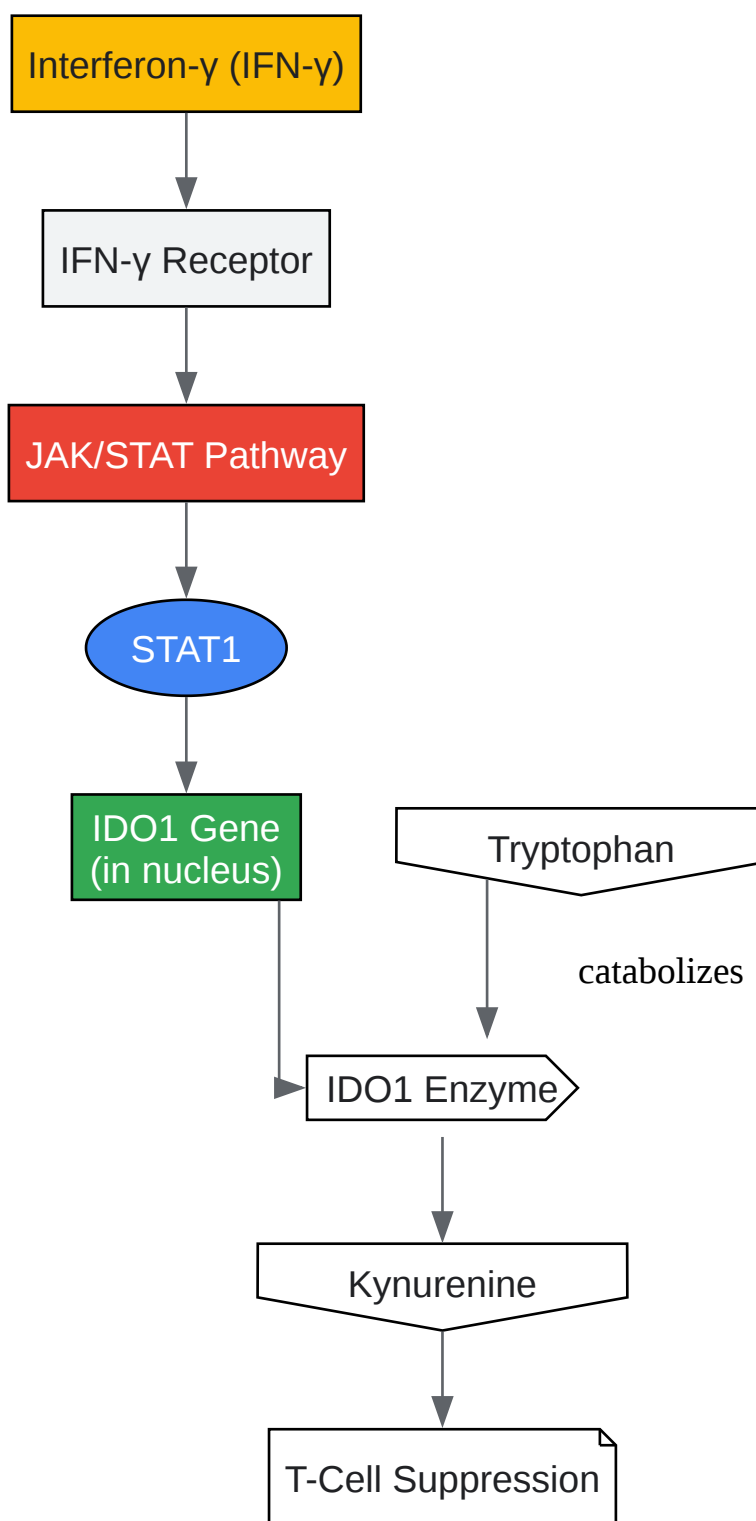 Interferon-γ (IFN-γ)
IFN-γ Receptor
JAK/STAT Pathway
STAT1
IDO1 Gene
(in nucleus)
Tryptophan
catabolizes
IDO1 Enzyme
Kynurenine
T-Cell Suppression